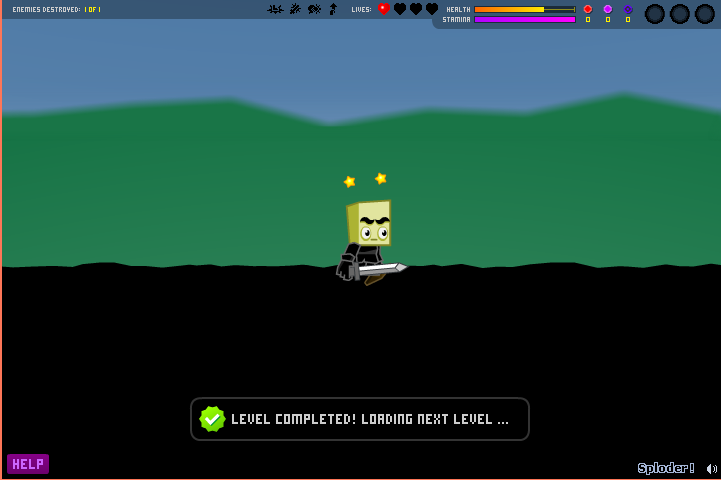 ENEMIES DESTROYED: 1 OF 1
LIVES:
HEALTH
STAMINA
0 0 0
LEVEL COMPLETED! LOADING NEXT LEVEL ...
HELP
Sploder!